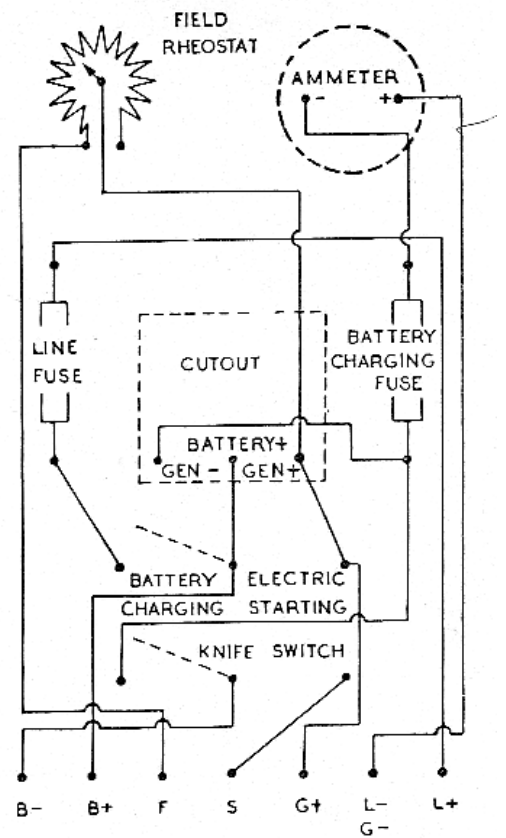 FIELD
RHEOSTAT
AMMETER
- +
LINE
FUSE
CUTOUT
BATTERY
CHARGING
FUSE
BATTERY+
GEN - GEN+
BATTERY ELECTRIC
CHARGING STARTING
KNIFE SWITCH
B- B+ F S G+ L- L+
G-